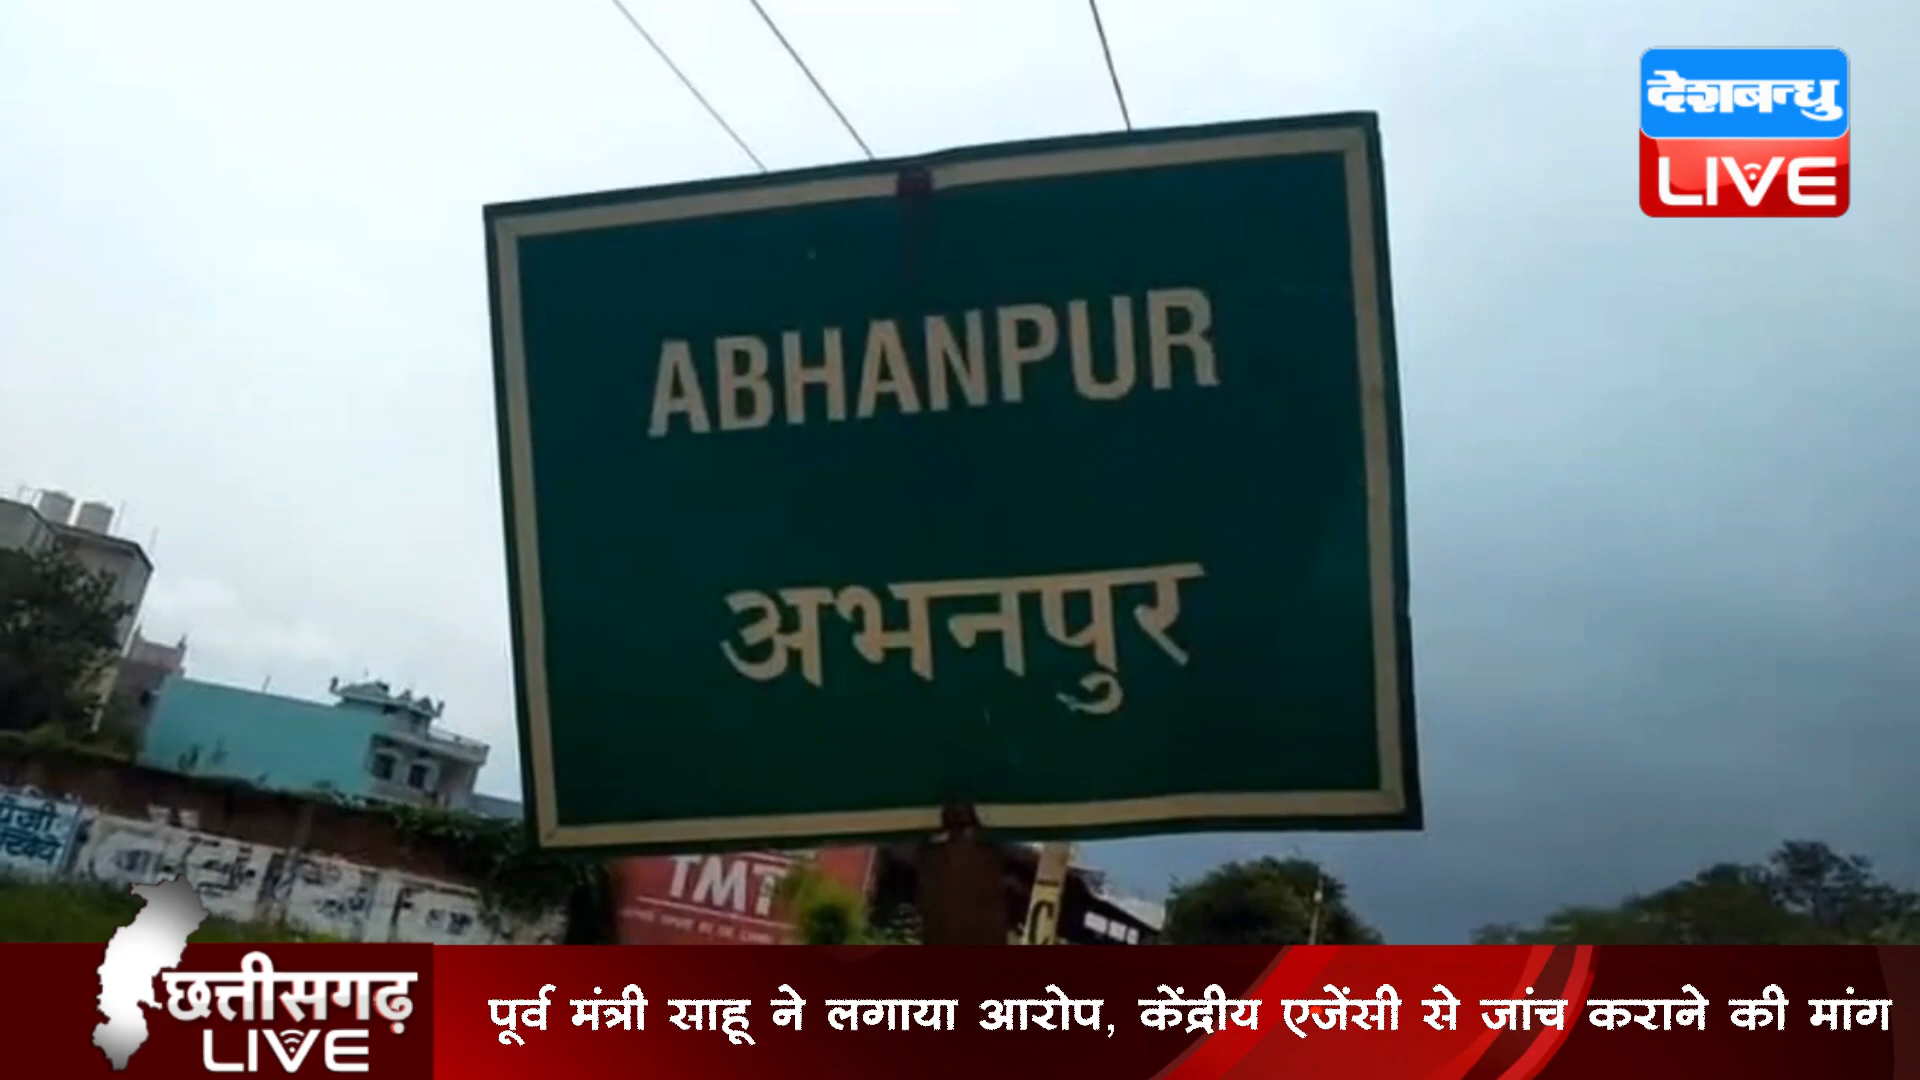 देशबन्धु
LIVE
ABHANPUR
अभनपुर
TMT
छत्तीसगढ़
LIVE
पूर्व मंत्री साहू ने लगाया आरोप, केंद्रीय एजेंसी से जांच कराने की मांग